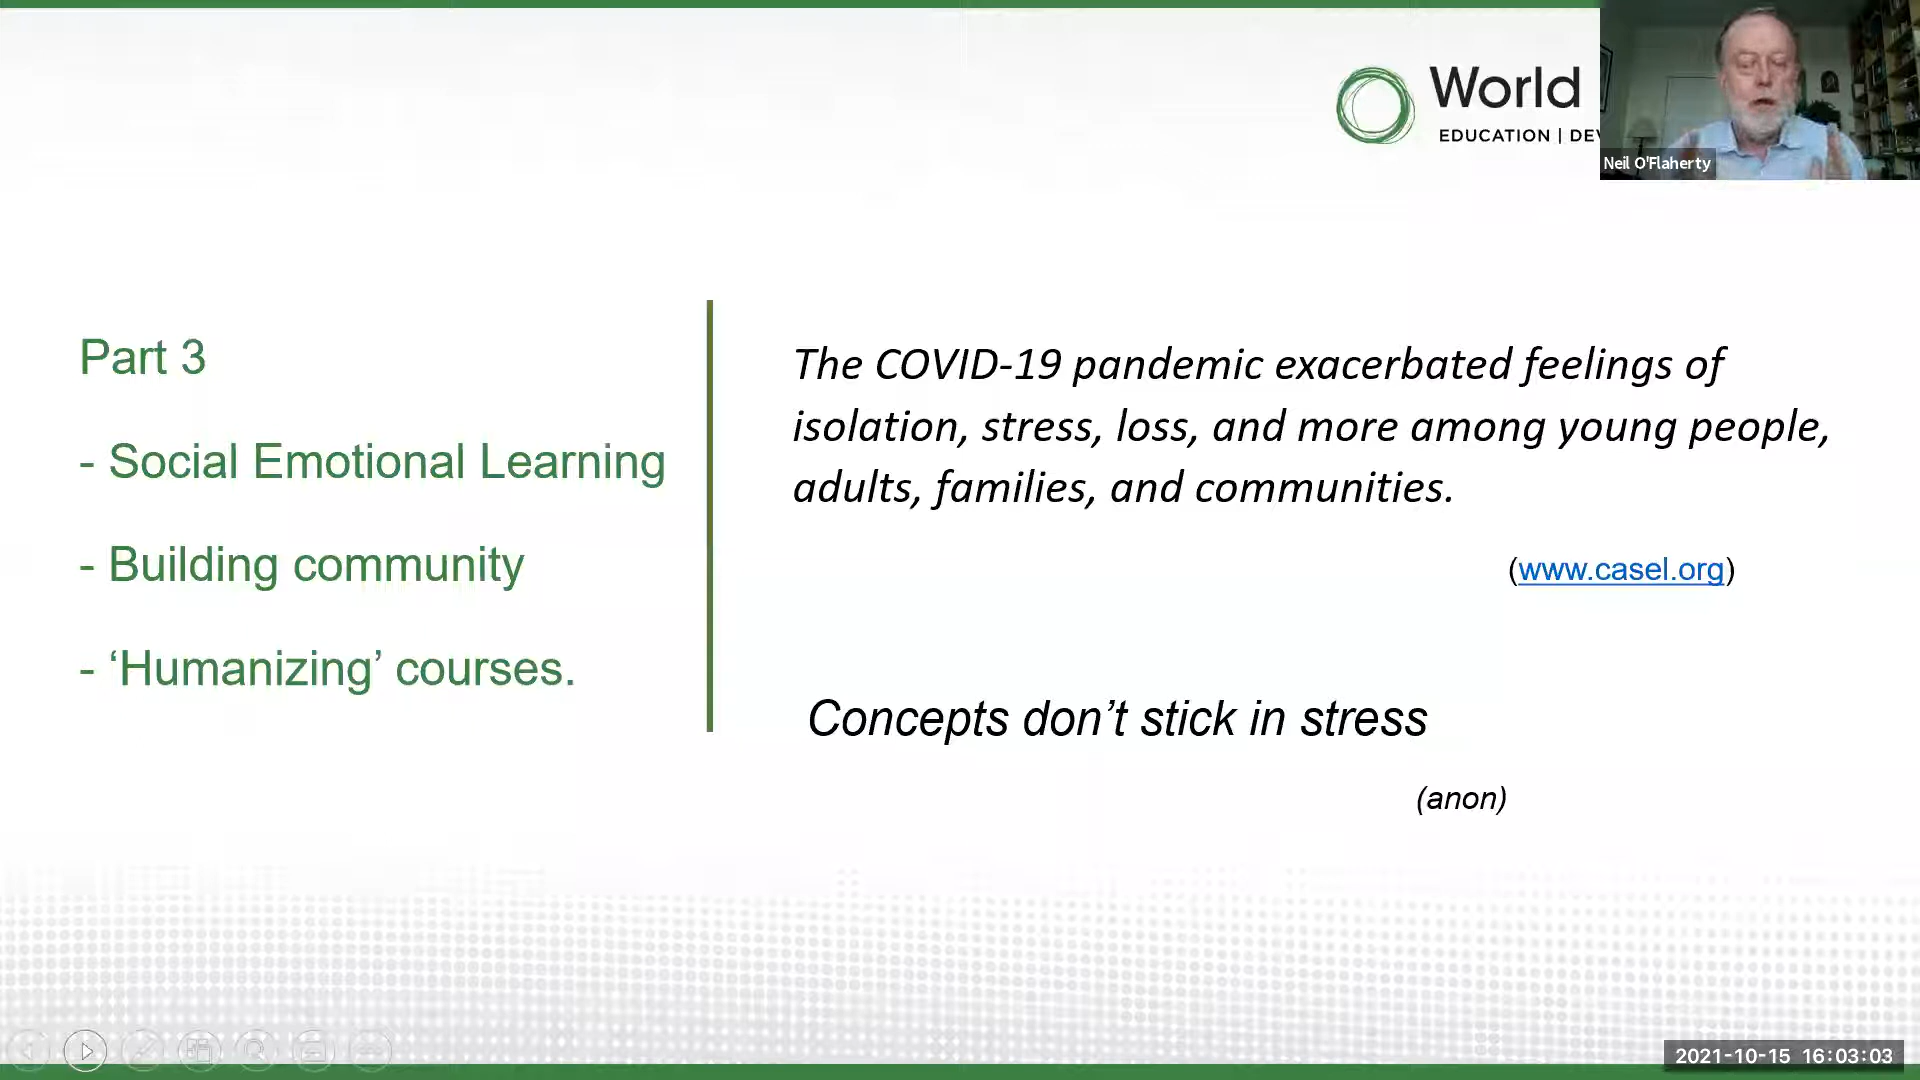 World
EDUCATION | DEV
Neil O'Flaherty
Part 3
- Social Emotional Learning
- Building community
- ‘Humanizing’ courses.
The COVID-19 pandemic exacerbated feelings of
isolation, stress, loss, and more among young people,
adults, families, and communities.
(www.casel.org)
Concepts don’t stick in stress
(anon)
2021-10-15 16:03:03